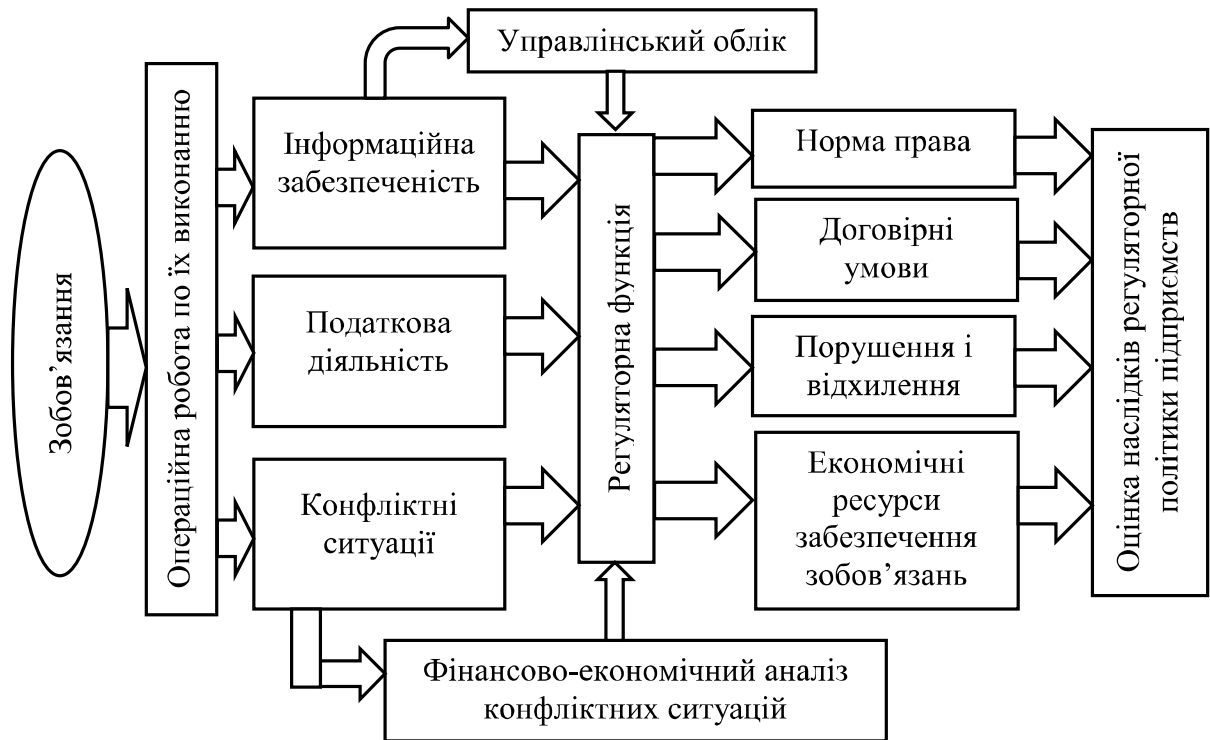 Управлінський облік
Зобов’язання
Операційна робота по їх виконанню
Інформаційна
забезпеченість
Податкова
діяльність
Конфліктні
ситуації
Регуляторна функція
Норма права
Договірні
умови
Порушення і
відхилення
Економічні
ресурси
забезпечення
зобов’язань
Оцінка наслідків регуляторної
політики підприємств
Фінансово-економічний аналіз
конфліктних ситуацій